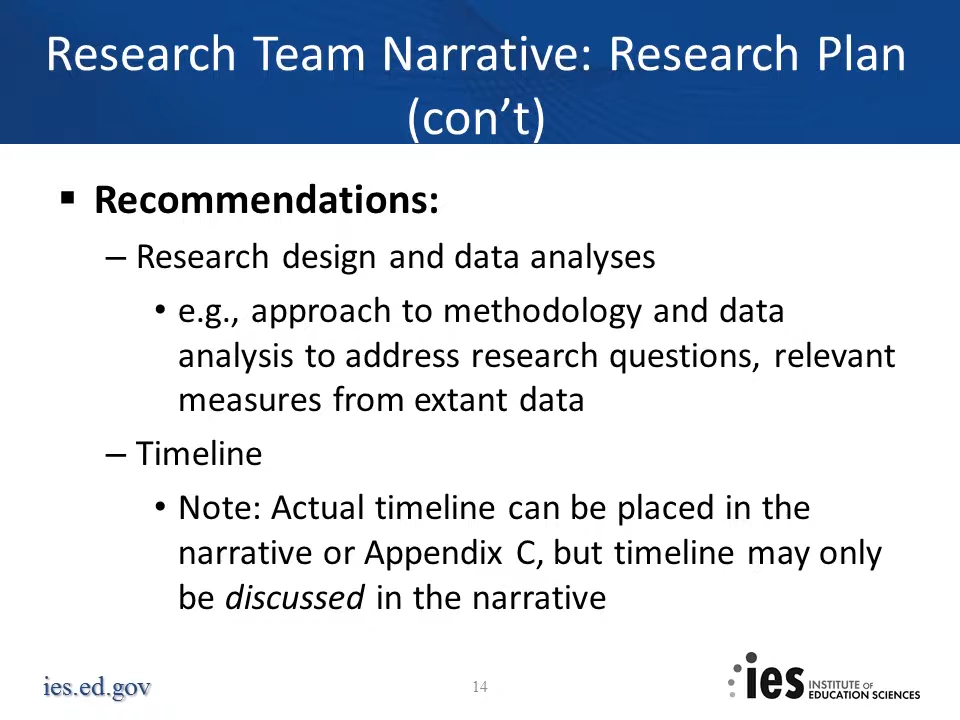 Research Team Narrative: Research Plan
(con’t)
▪ Recommendations:
– Research design and data analyses
• e.g., approach to methodology and data
analysis to address research questions, relevant
measures from extant data
– Timeline
• Note: Actual timeline can be placed in the
narrative or Appendix C, but timeline may only
be discussed in the narrative
ies.ed.gov
14
ies INSTITUTE OF
EDUCATION SCIENCES